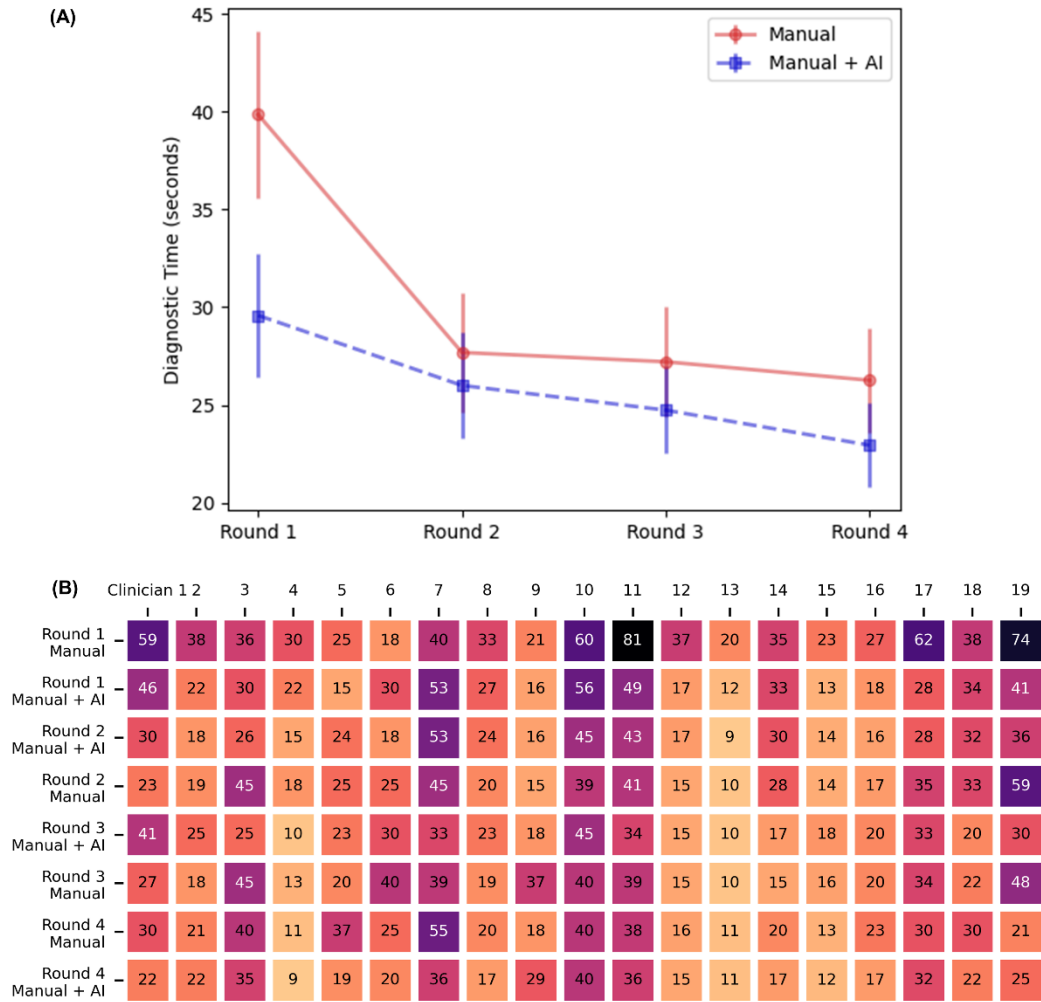 (A)
45
40
35
30
25
20
Diagnostic Time (seconds)
Manual
Manual + AI
Round 1 Round 2 Round 3 Round 4
(B) Clinician 1 2 3 4 5 6 7 8 9 10 11 12 13 14 15 16 17 18 19
Round 1
Manual
59 38 36 30 25 18 40 33 21 60 81 37 20 35 23 27 62 38 74
Round 1
Manual + AI
46 22 30 22 15 30 53 27 16 56 49 17 12 33 13 18 28 34 41
Round 2
Manual + AI
30 18 26 15 24 18 53 24 16 45 43 17 9 30 14 16 28 32 36
Round 2
Manual
23 19 45 18 25 25 45 20 15 39 41 15 10 28 14 17 35 33 59
Round 3
Manual + AI
41 25 25 10 23 30 33 23 18 45 34 15 10 17 18 20 33 20 30
Round 3
Manual
27 18 45 13 20 40 39 19 37 40 39 15 10 15 16 20 34 22 48
Round 4
Manual
30 21 40 11 37 25 55 20 18 40 38 16 11 20 13 23 30 30 21
Round 4
Manual + AI
22 22 35 9 19 20 36 17 29 40 36 15 11 17 12 17 32 22 25